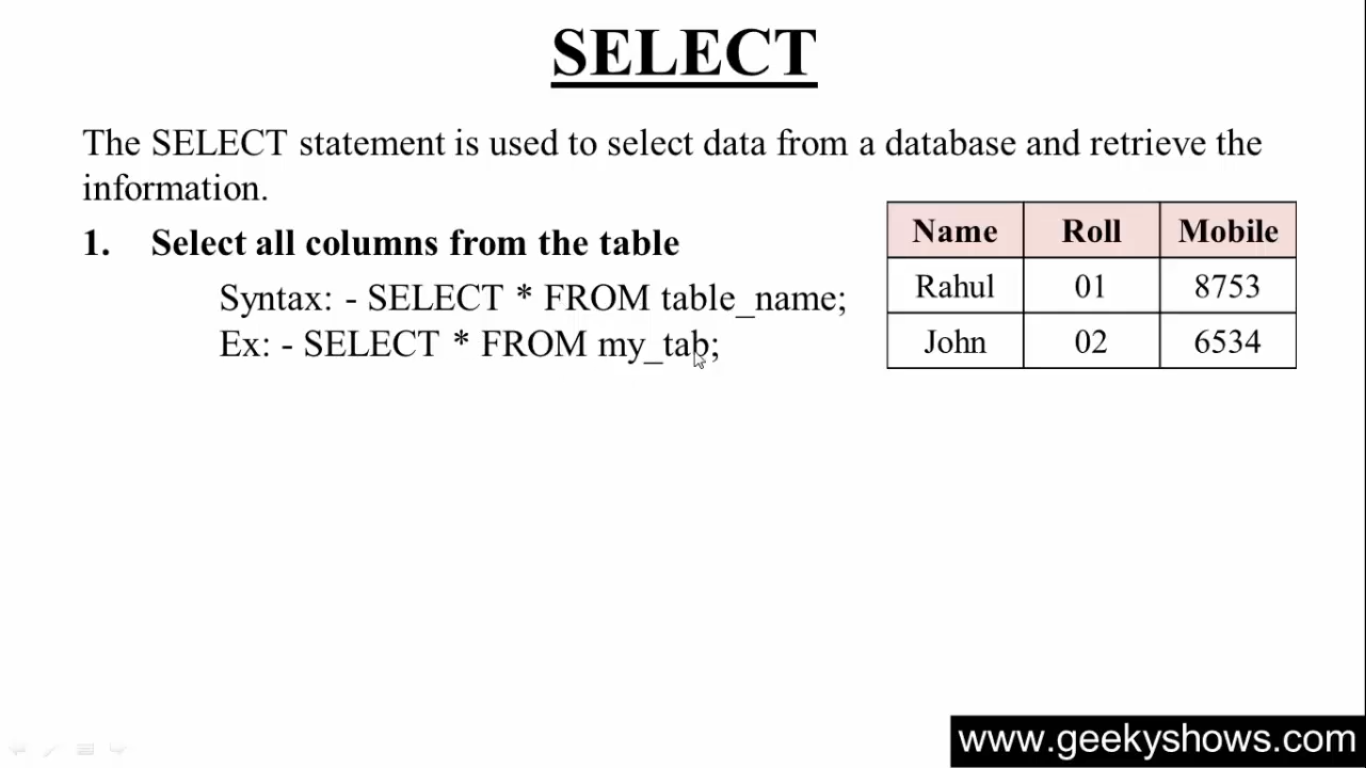 SELECT
The SELECT statement is used to select data from a database and retrieve the
information.
1. Select all columns from the table
Syntax: - SELECT * FROM table_name;
Ex: - SELECT * FROM my_tab;
Name Roll Mobile
Rahul 01 8753
John 02 6534
www.geekyshows.com